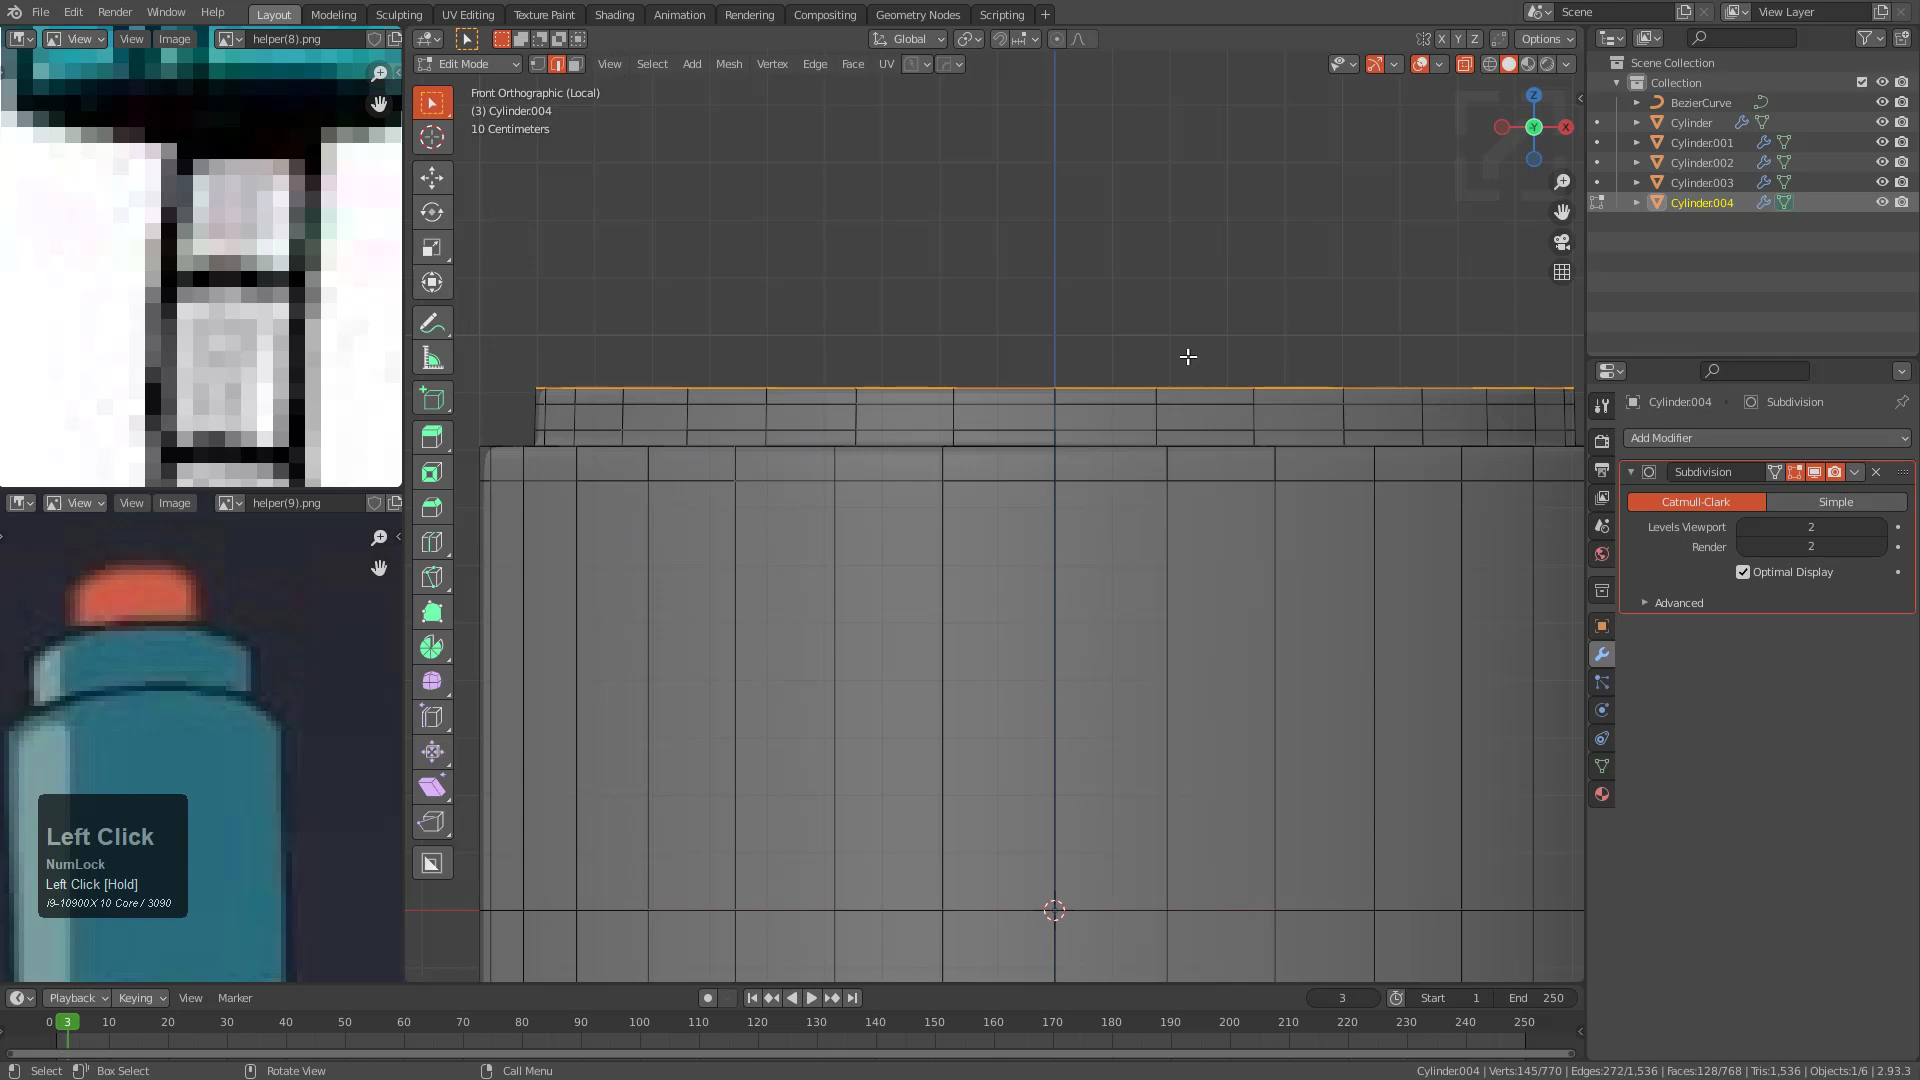 File Edit Render Window Help Layout Modeling Sculpting UV Editing Texture Paint Shading Animation Rendering Compositing Geometry Nodes Scripting + Scene View Layer
View View Image helper(8).png Global X Y Z Options
Edit Mode View Select Add Mesh Vertex Edge Face UV
Scene Collection
Collection
BezierCurve
Cylinder
Cylinder.001
Cylinder.002
Cylinder.003
Cylinder.004
Front Orthographic (Local)
(3) Cylinder.004
10 Centimeters
Z
Y
X
Cylinder.004 Subdivision
Add Modifier
Subdivision
Catmull-Clark Simple
Levels Viewport 2
Render 2
Optimal Display
Advanced
View View Image helper(9).png
Left Click
NumLock
Left Click [Hold]
i9-10900X 10 Core / 3090
Playback Keying View Marker 3 Start 1 End 250
0 3 10 20 30 40 50 60 70 80 90 100 110 120 130 140 150 160 170 180 190 200 210 220 230 240 250
Select Box Select Rotate View Call Menu Cylinder.004 | Verts:145/770 | Edges:272/1,536 | Faces:128/768 | Tris:1,536 | Objects:1/6 | 2.93.3